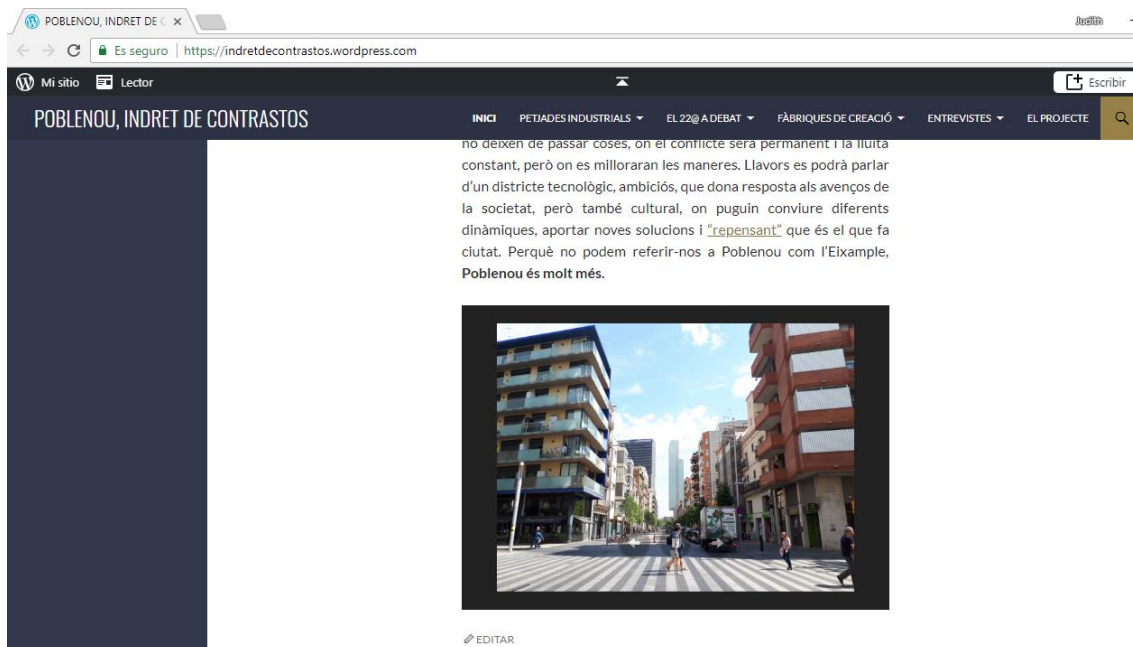 POBLENOU, INDRET DE C
Judith
Es seguro | https://indretdecontrastos.wordpress.com
Mi sitio Lector Escribir
POBLENOU, INDRET DE CONTRASTOS
INICI PETJADES INDUSTRIALS EL 22@ A DEBAT FÀBRIQUES DE CREACIÓ ENTREVISTES EL PROJECTE
no deixen de passar coses, on el conflicte serà permanent i la lluita
constant, però on es milloraran les maneres. Llavors es podrà parlar
d’un districte tecnològic, ambiciós, que dona resposta als avenços de
la societat, però també cultural, on puguin conviure diferents
dinàmiques, aportar noves solucions i “repensant” que és el que fa
ciutat. Perquè no podem referir-nos a Poblenou com l’Eixample,
Poblenou és molt més.
EDITAR